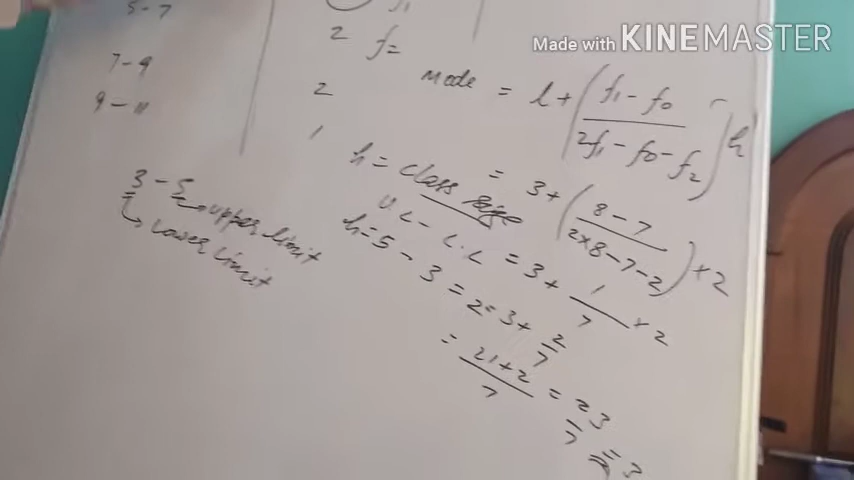 Made with KINEMASTER
5-7
f1
2 f2
7-9
2
9-11
1
Mode = l + (f1 - f0 / 2f1 - f0 - f2) h
h = class size
= 3 + (8-7 / 2×8-7-2) × 2
U.L - L.L
= 3 + 1/7 × 2
h = 5 - 3 = 2
= 3 + 2/7
= 21+2 / 7 = 23/7 = 3
3 - 5
upper limit
Lower limit